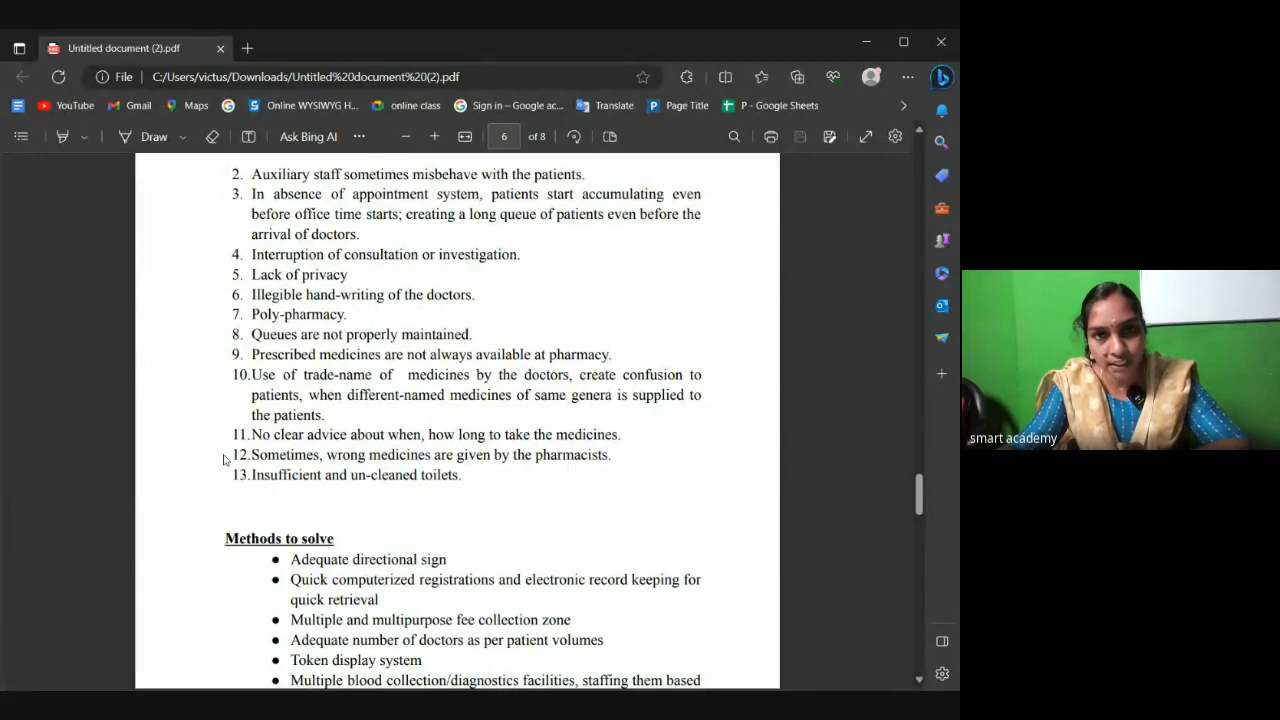 Untitled document (2).pdf
File C:/Users/victus/Downloads/Untitled%20document%20(2).pdf
YouTube Gmail Maps Online WYSIWYG H... online class Sign in – Google ac... Translate Page Title P - Google Sheets
Draw Ask Bing AI 6 of 8
2. Auxiliary staff sometimes misbehave with the patients.
3. In absence of appointment system, patients start accumulating even
before office time starts; creating a long queue of patients even before the
arrival of doctors.
4. Interruption of consultation or investigation.
5. Lack of privacy
6. Illegible hand-writing of the doctors.
7. Poly-pharmacy.
8. Queues are not properly maintained.
9. Prescribed medicines are not always available at pharmacy.
10. Use of trade-name of medicines by the doctors, create confusion to
patients, when different-named medicines of same genera is supplied to
the patients.
11. No clear advice about when, how long to take the medicines.
12. Sometimes, wrong medicines are given by the pharmacists.
13. Insufficient and un-cleaned toilets.
Methods to solve
● Adequate directional sign
● Quick computerized registrations and electronic record keeping for
quick retrieval
● Multiple and multipurpose fee collection zone
● Adequate number of doctors as per patient volumes
● Token display system
● Multiple blood collection/diagnostics facilities, staffing them based
smart academy